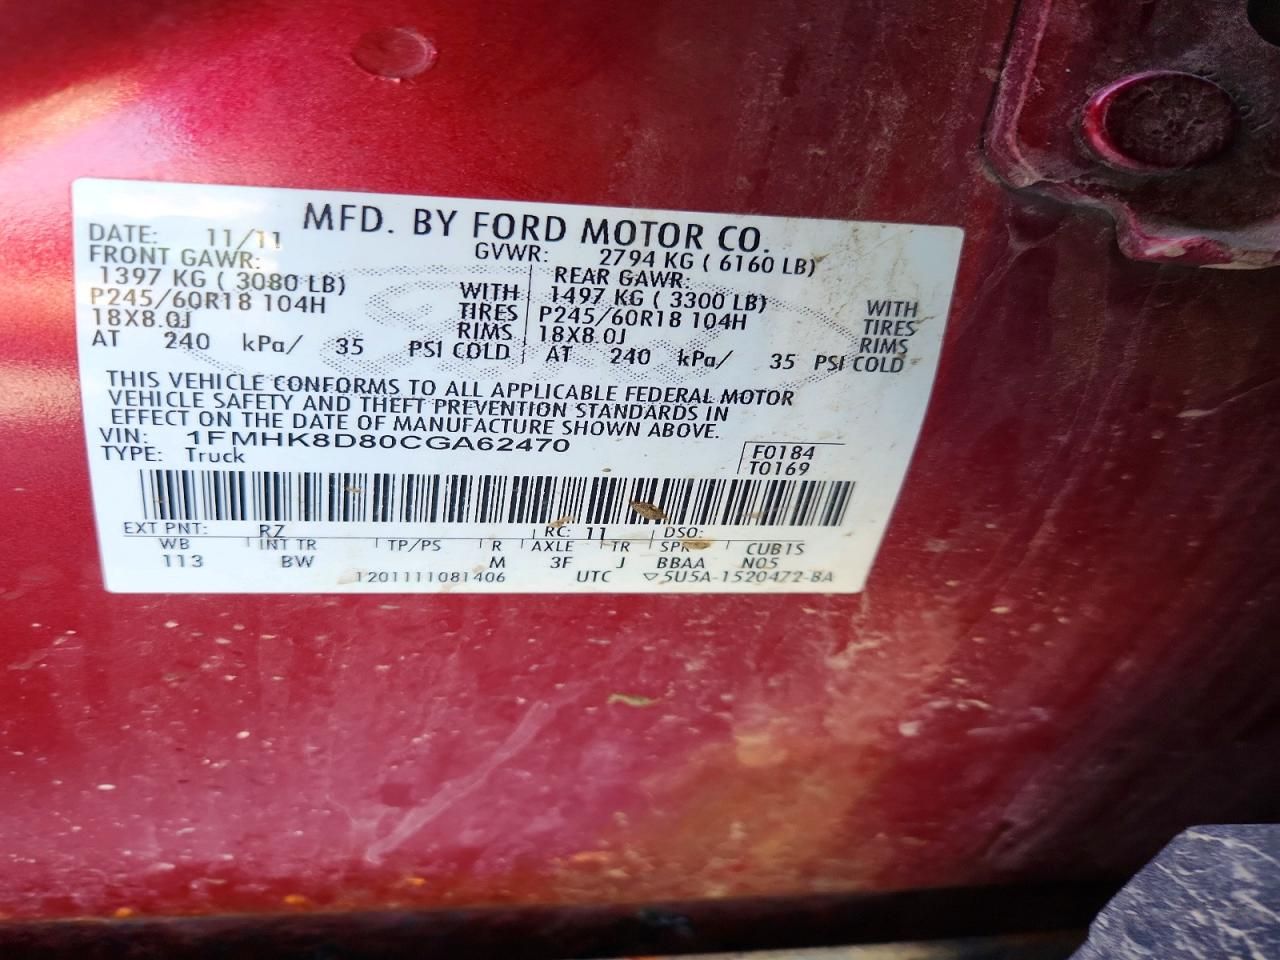 MFD. BY FORD MOTOR CO.
DATE: 11/11 GVWR: 2794 KG ( 6160 LB)
FRONT GAWR: REAR GAWR:
1397 KG ( 3080 LB) WITH 1497 KG ( 3300 LB) WITH
P245/60R18 104H TIRES P245/60R18 104H TIRES
18X8.0J RIMS 18X8.0J RIMS
AT 240 kPa/ 35 PSI COLD AT 240 kPa/ 35 PSI COLD
THIS VEHICLE CONFORMS TO ALL APPLICABLE FEDERAL MOTOR
VEHICLE SAFETY AND THEFT PREVENTION STANDARDS IN
EFFECT ON THE DATE OF MANUFACTURE SHOWN ABOVE.
VIN: 1FMHK8D80CGA62470 F0184
TYPE: Truck T0169
EXT PNT: RZ RC: 11 DSO:
WB INT TR TP/PS R AXLE TR SPR CUB1S
113 BW M 3F J BBAA N05
1201111081406 UTC ▽5U5A-1520472-BA